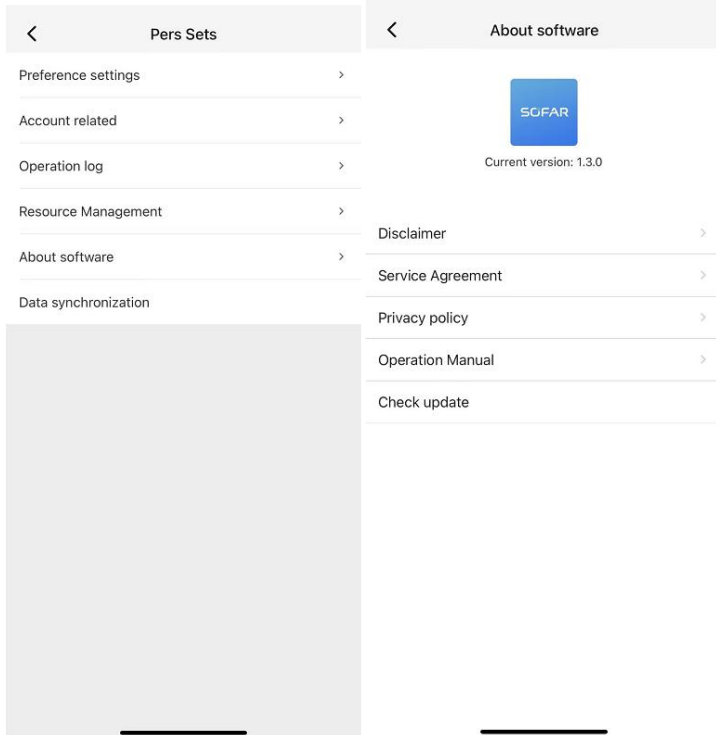 Pers Sets
Preference settings
Account related
Operation log
Resource Management
About software
Data synchronization
About software
SOFAR
Current version: 1.3.0
Disclaimer
Service Agreement
Privacy policy
Operation Manual
Check update